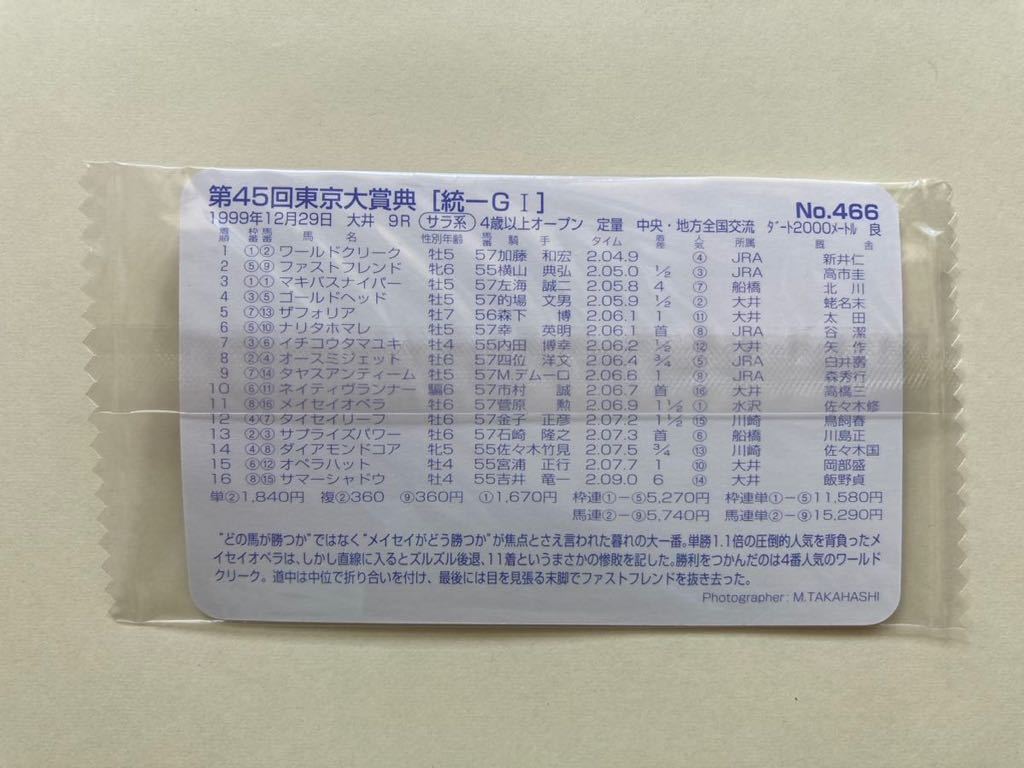 第45回東京大賞典 [統一GⅠ] No.466
1999年12月29日 大井 9R (サラ系) 4歳以上オープン 定量 中央・地方全国交流 ダート2000メートル 良
着順 枠番 馬番 馬名 性別年齢 騎手 タイム 着差 人気 所属 厩舎
1 ①② ワールドクリーク 牡5 57加藤 和宏 2.04.9 ④ JRA 新井仁
2 ⑤⑨ ファストフレンド 牝6 55横山 典弘 2.05.0 ½ ③ JRA 高市圭
3 ①① マキバスナイパー 牡5 57左海 誠二 2.05.8 4 ⑦ 船橋 北川
4 ③⑤ ゴールドヘッド 牡5 57的場 文男 2.05.9 ½ ② 大井 蛯名末
5 ⑦⑬ ザフォリア 牡7 56森下 博 2.06.1 1 ⑪ 大井 太田
6 ⑤⑩ ナリタホマレ 牡5 57幸 英明 2.06.1 首 ⑧ JRA 谷潔
7 ③⑥ イチコウタマユキ 牡4 55内田 博幸 2.06.2 ½ ⑫ 大井 矢作
8 ②④ オースミジェット 牡6 57四位 洋文 2.06.4 ¾ ⑤ JRA 白井壽
9 ⑦⑭ タヤスアンティーム 牡5 57M.デムーロ 2.06.6 1 ⑨ JRA 森秀行
10 ⑥⑪ ネイティヴランナー 騸6 57市村 誠 2.06.7 首 ⑯ 大井 高橋三
11 ⑧⑯ メイセイオペラ 牡6 57菅原 勲 2.06.9 1½ ① 水沢 佐々木修
12 ④⑦ タイセイリーフ 牡6 57金子 正彦 2.07.2 1½ ⑮ 川崎 鳥飼春
13 ②③ サプライズパワー 牡6 57石崎 隆之 2.07.3 首 ⑥ 船橋 川島正
14 ④⑧ ダイアモンドコア 牝5 55佐々木竹見 2.07.5 ¾ ⑬ 川崎 佐々木国
15 ⑥⑫ オペラハット 牡4 55宮浦 正行 2.07.7 1 ⑩ 大井 岡部盛
16 ⑧⑮ サマーシャドウ 牡4 55吉井 竜一 2.09.0 6 ⑭ 大井 飯野貞
単②1,840円 複②360 ⑨360円 ①1,670円 枠連①−⑤5,270円 枠連単①−⑤11,580円
馬連②−⑨5,740円 馬連単②−⑨15,290円
"どの馬が勝つか"ではなく"メイセイがどう勝つか"が焦点とさえ言われた暮れの大一番。単勝1.1倍の圧倒的人気を背負ったメ
イセイオペラは、しかし直線に入るとズルズル後退、11着というまさかの惨敗を記した。勝利をつかんだのは4番人気のワールド
クリーク。道中は中位で折り合いを付け、最後には目を見張る末脚でファストフレンドを抜き去った。
Photographer: M.TAKAHASHI